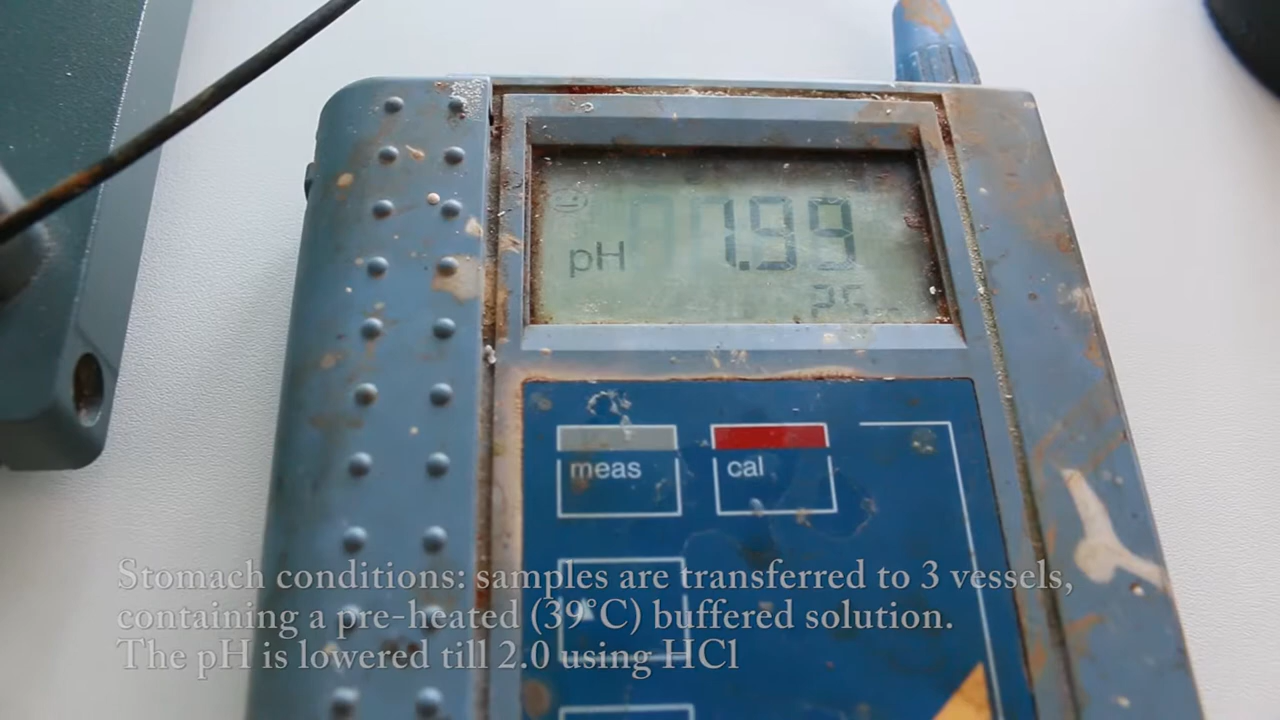 pH 1.99
25
meas cal
Stomach conditions: samples are transferred to 3 vessels,
containing a pre-heated (39°C) buffered solution.
The pH is lowered till 2.0 using HCl